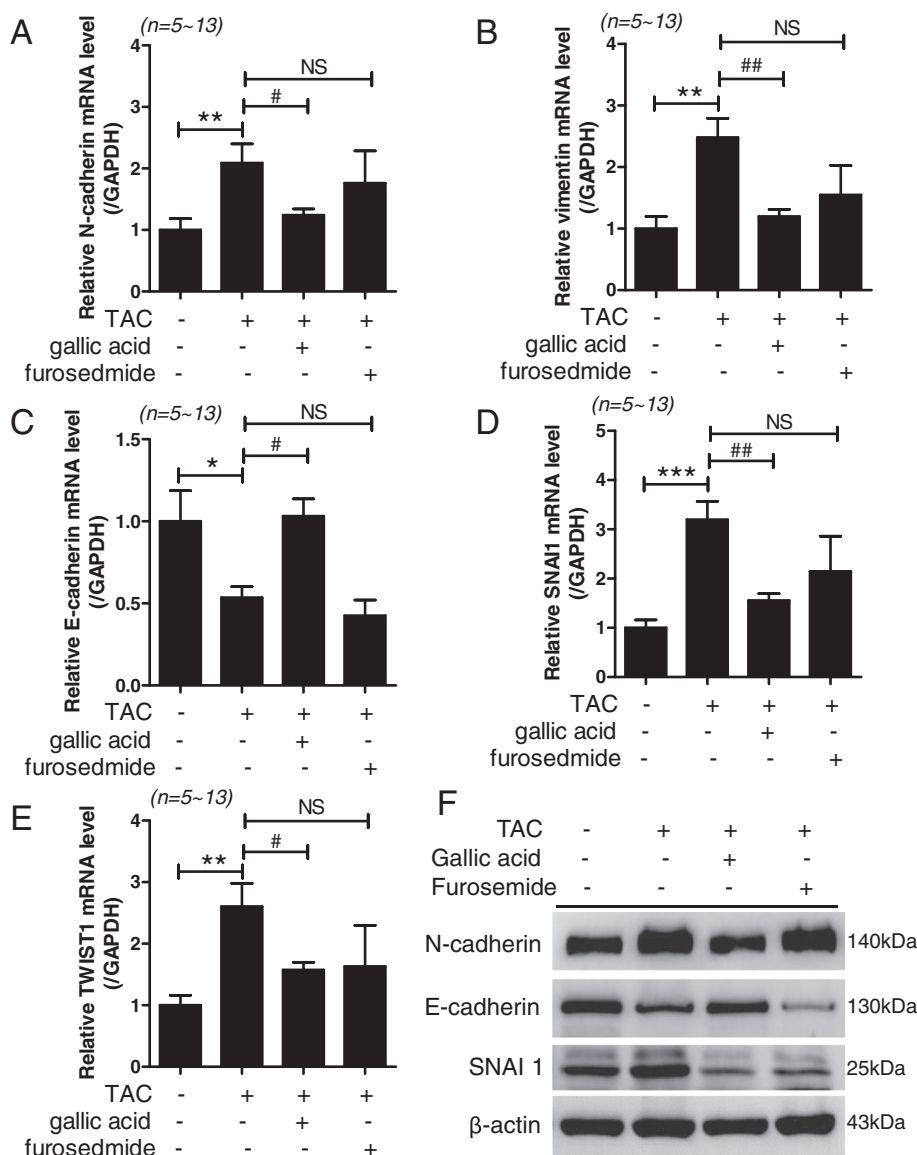 A
(n=5~13)
Relative N-cadherin mRNA level
(/GAPDH)
4
3
2
1
0
NS
#
**
TAC - + + +
gallic acid - - + -
furosedmide - - - +
B
(n=5~13)
Relative vimentin mRNA level
(/GAPDH)
4
3
2
1
0
NS
##
**
TAC - + + +
gallic acid - - + -
furosedmide - - - +
C
(n=5~13)
Relative E-cadherin mRNA level
(/GAPDH)
1.5
1.0
0.5
0.0
NS
#
*
TAC - + + +
gallic acid - - + -
furosedmide - - - +
D
(n=5~13)
Relative SNAI1 mRNA level
(/GAPDH)
5
4
3
2
1
0
NS
##
***
TAC - + + +
gallic acid - - + -
furosedmide - - - +
E
(n=5~13)
Relative TWIST1 mRNA level
(/GAPDH)
4
3
2
1
0
NS
#
**
TAC - + + +
gallic acid - - + -
furosedmide - - - +
F
TAC - + + +
Gallic acid - - + -
Furosemide - - - +
N-cadherin 140kDa
E-cadherin 130kDa
SNAI 1 25kDa
β-actin 43kDa